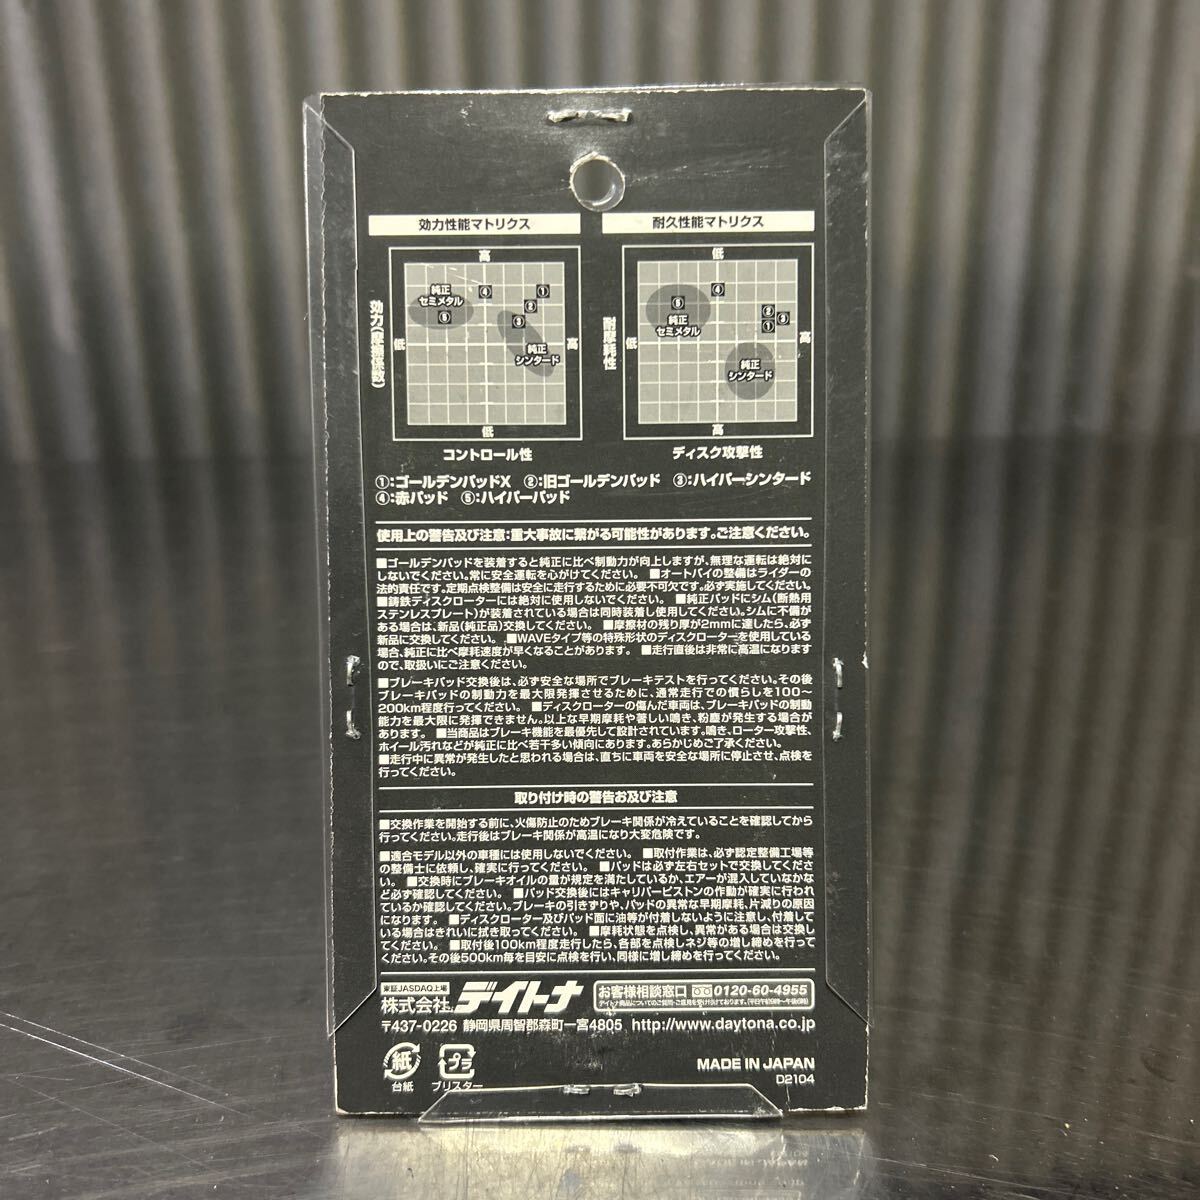 効力性能マトリクス
高
効力(摩擦係数)
低
高
低
純正
セミメタル
④
①
②
⑤
③
純正
シンタード
コントロール性
耐久性能マトリクス
低
耐摩耗性
低
高
高
⑤
④
純正
セミメタル
②
③
①
純正
シンタード
ディスク攻撃性
①:ゴールデンパッドX ②:旧ゴールデンパッド ③:ハイパーシンタード
④:赤パッド ⑤:ハイパーパッド
使用上の警告及び注意:重大事故に繋がる可能性があります。ご注意ください。
■ゴールデンパッドを装着すると純正に比べ制動力が向上しますが、無理な運転は絶対に
しないでください。常に安全運転を心がけてください。 ■オートバイの整備はライダーの
法的責任です。定期点検整備は安全に走行するために必要不可欠です。必ず実施してください。
■鋳鉄ディスクローターには絶対に使用しないでください。 ■純正パッドにシム(断熱用
ステンレスプレート)が装着されている場合は同時装着し使用してください。シムに不備が
ある場合は、新品(純正品)交換してください。 ■摩擦材の残り厚が2mmに達したら、必ず
新品に交換してください。 ■WAVEタイプ等の特殊形状のディスクローターを使用している
場合、純正に比べ摩耗速度が早くなることがあります。 ■走行直後は非常に高温になります
ので、取扱いにご注意ください。
■ブレーキパッド交換後は、必ず安全な場所でブレーキテストを行ってください。その後
ブレーキパッドの制動力を最大限発揮させるために、通常走行での慣らしを100〜
200km程度行ってください。 ■ディスクローターの傷んだ車両は、ブレーキパッドの制動
能力を最大限に発揮できません。以上な早期摩耗や著しい鳴き、粉塵が発生する場合が
あります。 ■当商品はブレーキ機能を最優先して設計されています。鳴き、ローター攻撃性、
ホイール汚れなどが純正に比べ若干多い傾向にあります。あらかじめご了承ください。
■走行中に異常が発生したと思われる場合は、直ちに車両を安全な場所に停止させ、点検を
行ってください。
取り付け時の警告および注意
■交換作業を開始する前に、火傷防止のためブレーキ関係が冷えていることを確認してから
行ってください。走行後はブレーキ関係が高温になり大変危険です。
■適合モデル以外の車種には使用しないでください。 ■取付作業は、必ず認定整備工場等
の整備士に依頼し、確実に行ってください。 ■パッドは必ず左右セットで交換してくださ
い。 ■交換時にブレーキオイルの量が規定を満たしているか、エアーが混入していなかな
ど必ず確認してください。 ■パッド交換後にはキャリパーピストンの作動が確実に行われ
ているか確認してください。ブレーキの引きずりや、パッドの異常な早期摩耗、片減りの原因
になります。 ■ディスクローター及びパッド面に油等が付着しないように注意し、付着して
いる場合はきれいに拭き取ってください。 ■摩耗状態を点検し、異常がある場合は交換し
てください。 ■取付後100km程度走行したら、各部を点検しネジ等の増し締めを行って
ください。その後500km毎を目安に点検を行い、同様に増し締めを行ってください。
東証JASDAQ上場
株式会社デイトナ
お客様相談窓口 0120-60-4955
デイトナ商品についてのご質問・ご意見を受け付けております。(平日午前9時〜午後6時)
〒437-0226 静岡県周智郡森町一宮4805 http://www.daytona.co.jp
紙
台紙
プラ
ブリスター
MADE IN JAPAN
D2104